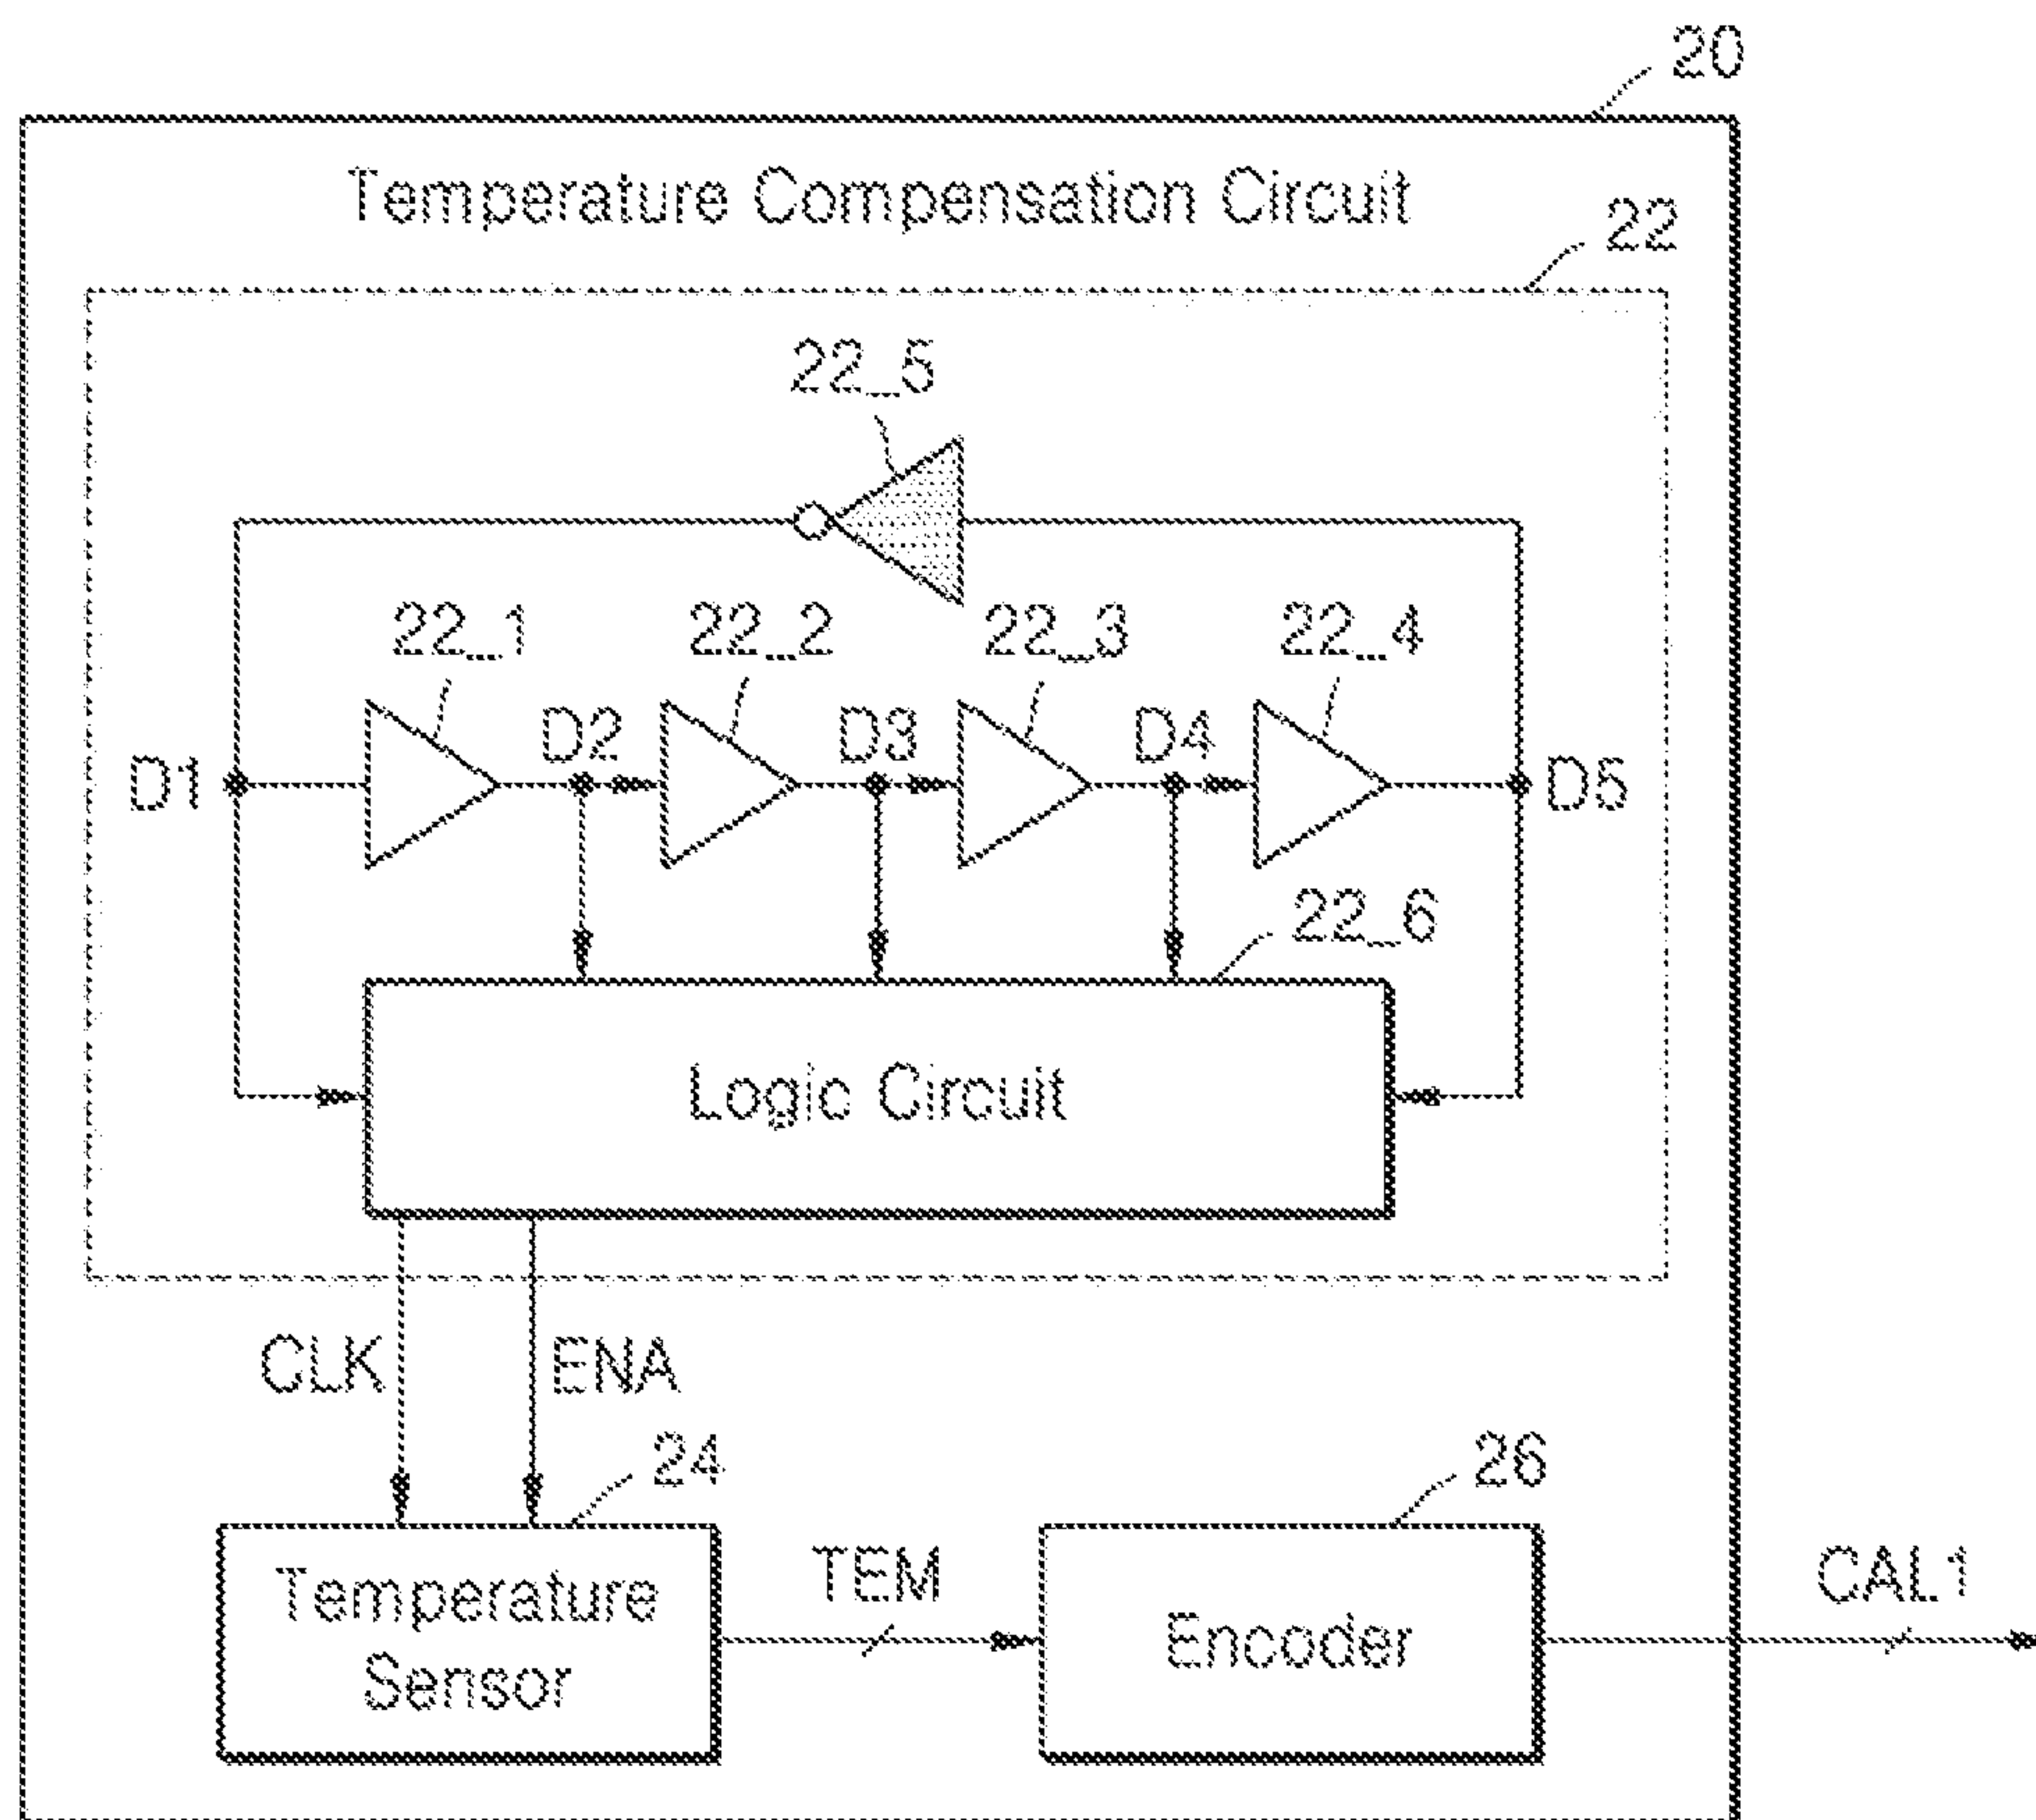 20
Temperature Compensation Circuit
22
22_5
22_1
22_2
22_3
22_4
D1
D2
D3
D4
D5
22_6
Logic Circuit
CLK
ENA
24
26
Temperature
Sensor
TEM
Encoder
CAL1